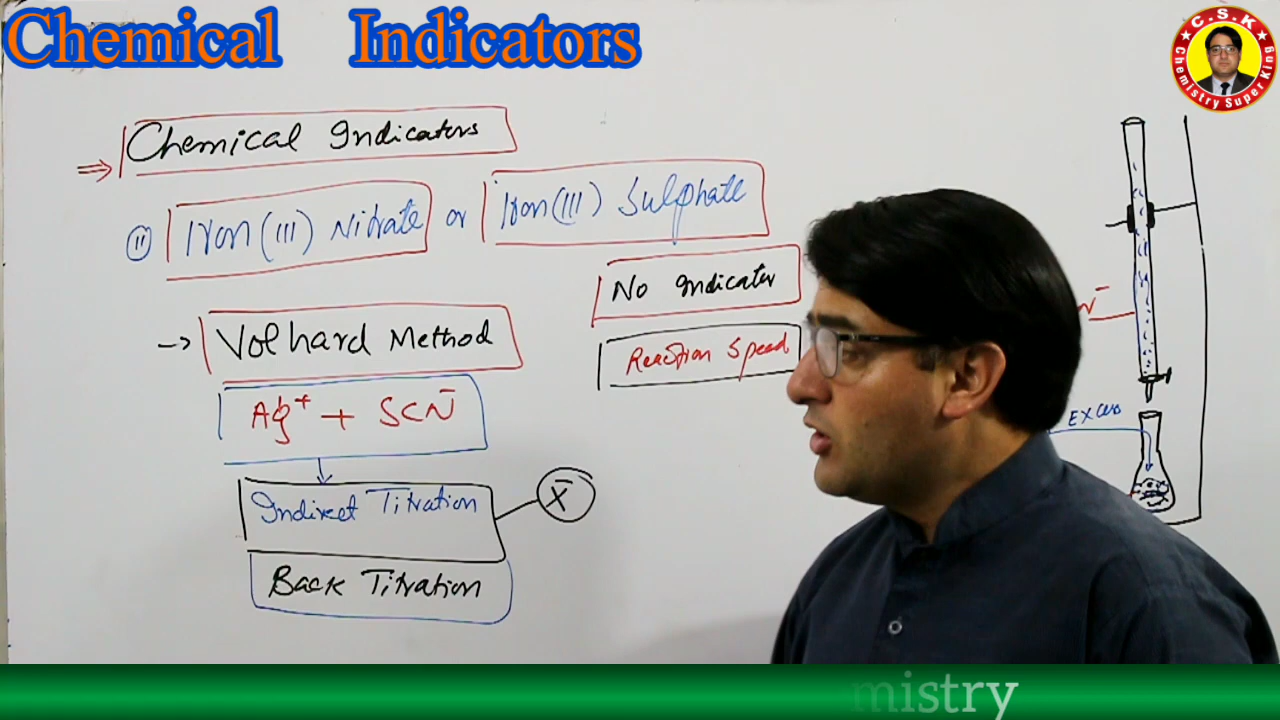 Chemical Indicators
C.S.K
Chemistry Super King
⇒ Chemical Indicators
(II) Iron (III) Nitrate or Iron (III) Sulphate
No Indicator
→ Volhard Method
Reaction Speed
Ag⁺ + SCN⁻
Excess
Indirect Titration
X⁻
Back Titration
mistry